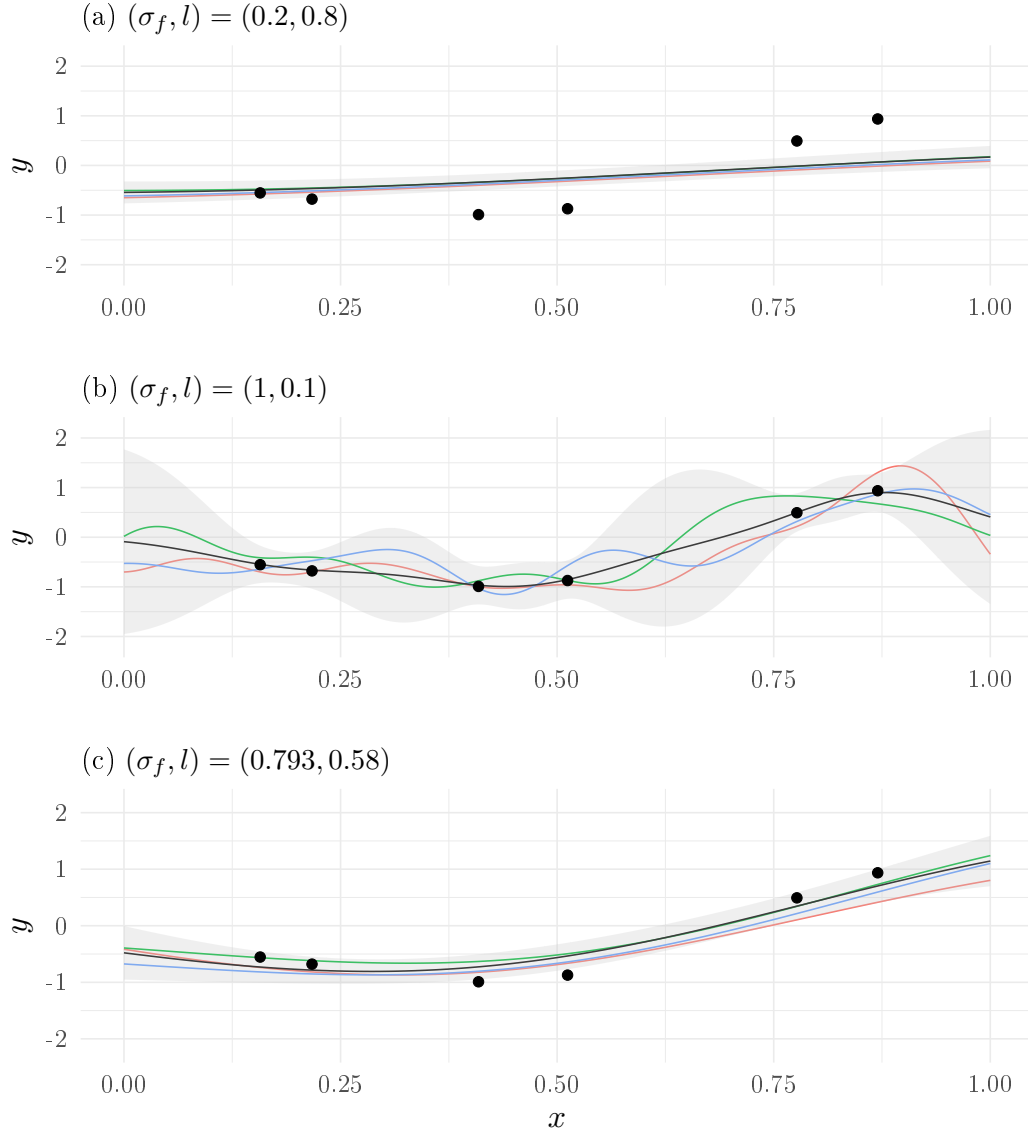 (a) (σ_f, l) = (0.2, 0.8)
y
2
1
0
-1
-2
0.00 0.25 0.50 0.75 1.00
(b) (σ_f, l) = (1, 0.1)
y
2
1
0
-1
-2
0.00 0.25 0.50 0.75 1.00
(c) (σ_f, l) = (0.793, 0.58)
y
2
1
0
-1
-2
0.00 0.25 0.50 0.75 1.00
x